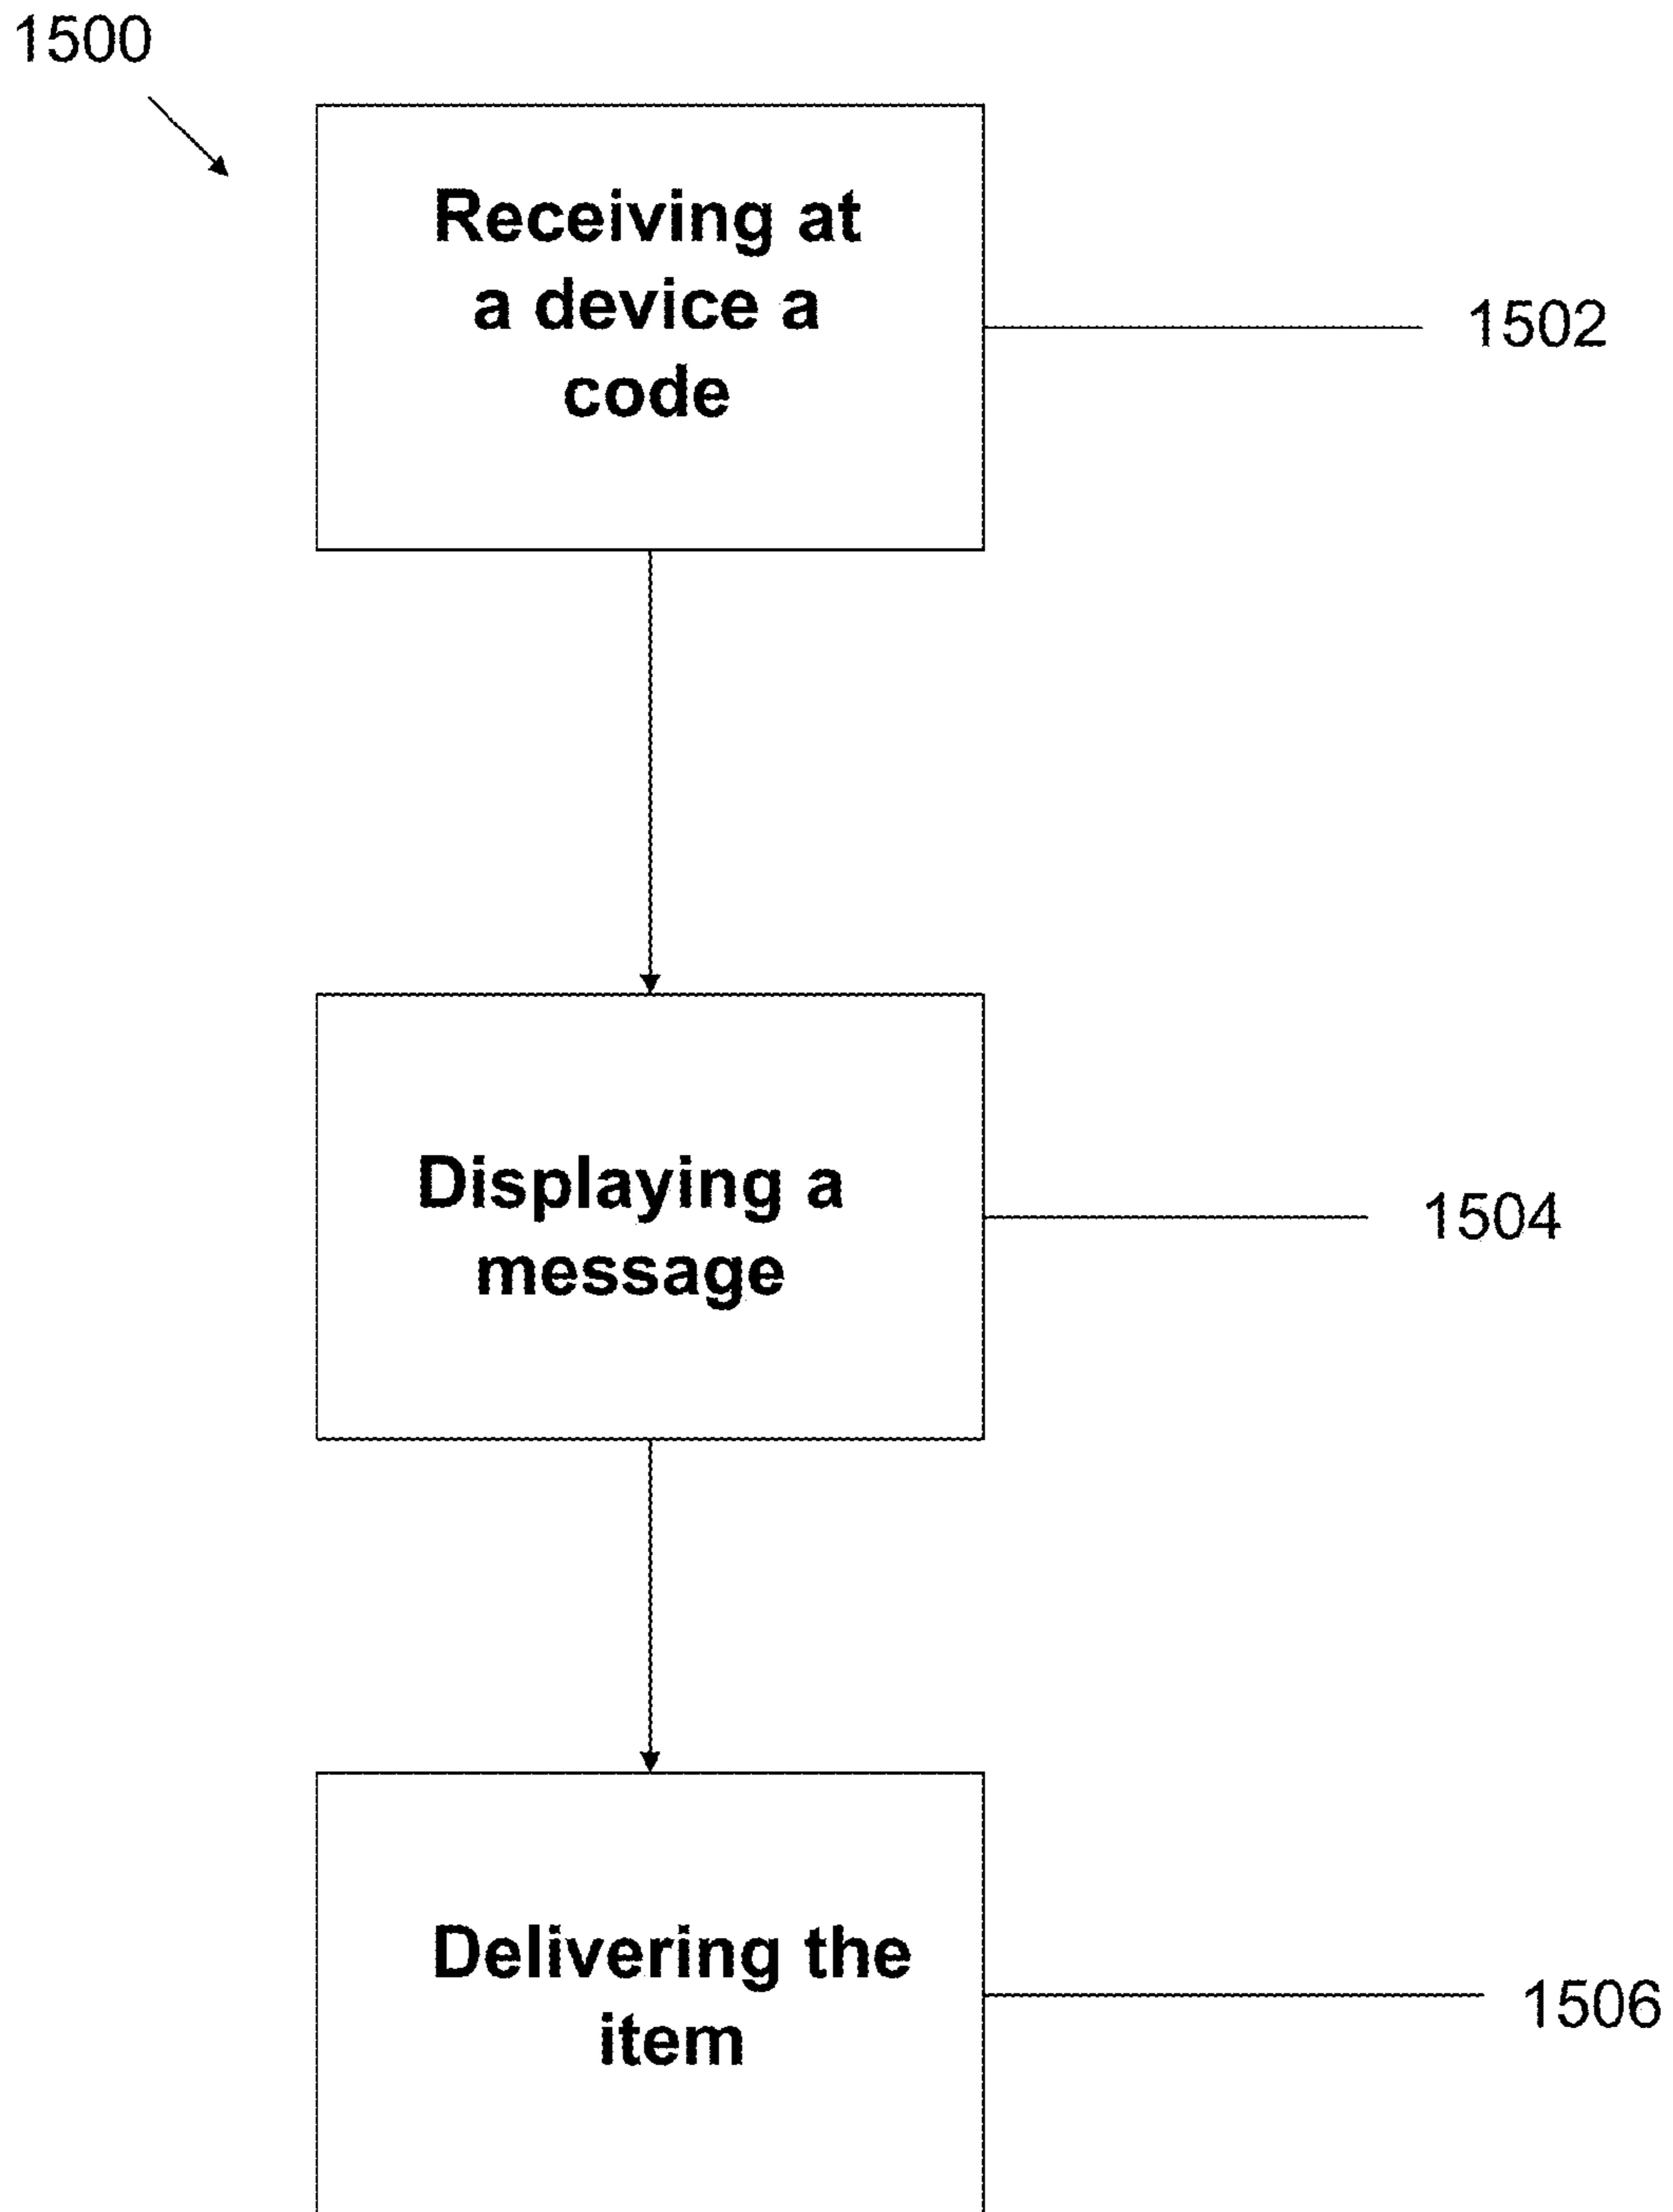 1500
Receiving at
a device a
code
1502
Displaying a
message
1504
Delivering the
item
1506